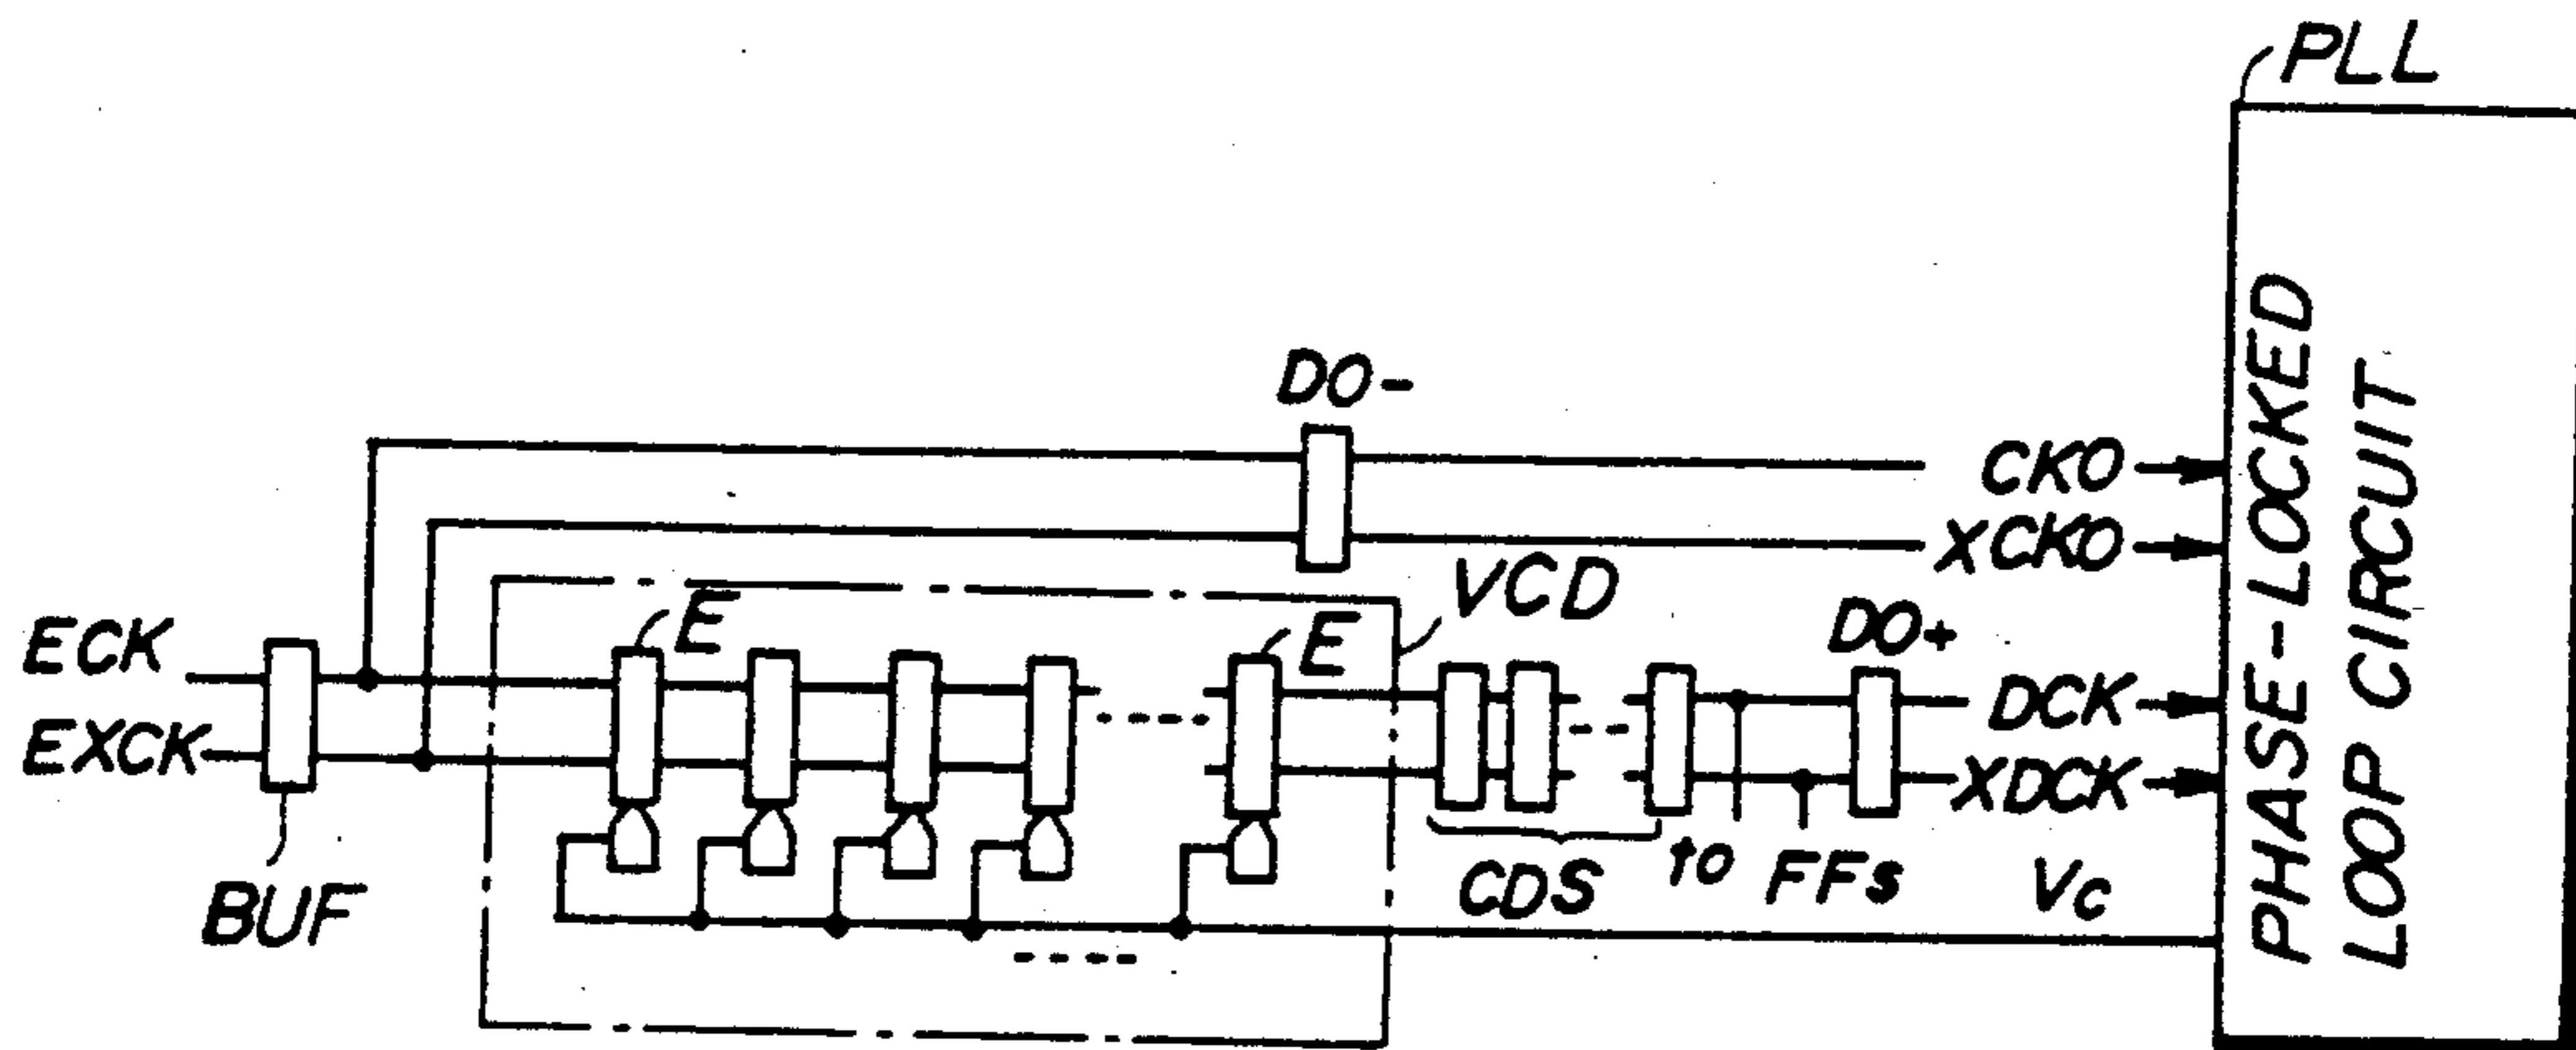 PLL
DO-
CKO
XCKO
VCD
E
E
ECK
EXCK
DO+
DCK
XDCK
BUF
CDS
to FFs
Vc
PHASE-LOCKED
LOOP CIRCUIT